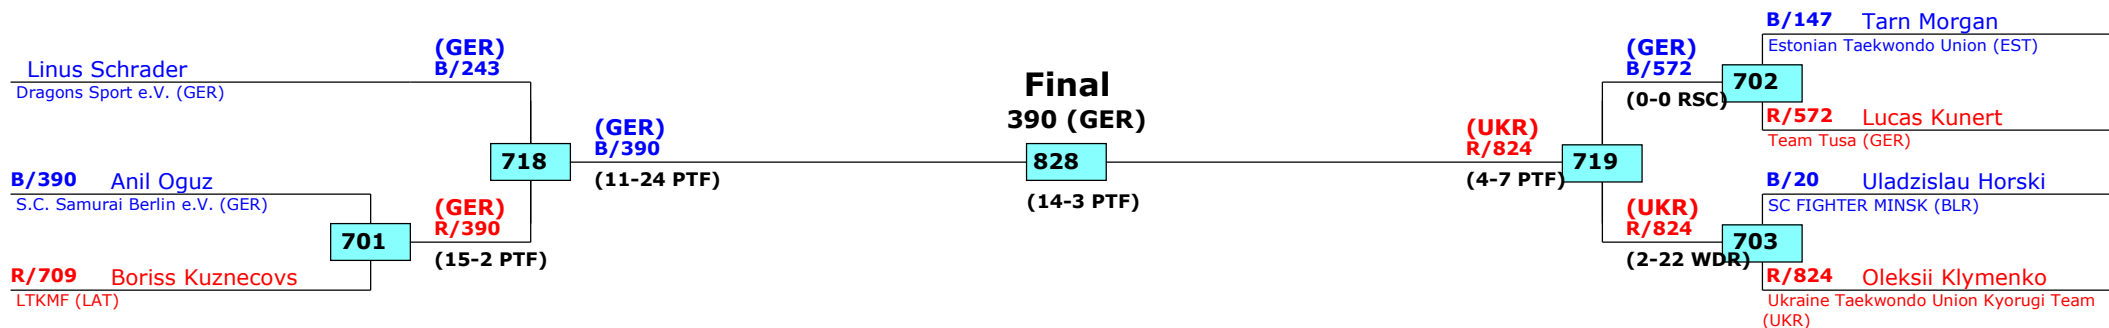 Linus Schrader
Dragons Sport e.V. (GER)
(GER)
B/243
B/390 Anil Oguz
S.C. Samurai Berlin e.V. (GER)
701
R/709 Boriss Kuznecovs
LTKMF (LAT)
(GER)
R/390
(15-2 PTF)
718
(GER)
B/390
(11-24 PTF)
Final
390 (GER)
828
(14-3 PTF)
(UKR)
R/824
(4-7 PTF)
719
(GER)
B/572
(0-0 RSC)
702
B/147 Tarn Morgan
Estonian Taekwondo Union (EST)
R/572 Lucas Kunert
Team Tusa (GER)
(UKR)
R/824
(2-22 WDR)
703
B/20 Uladzislau Horski
SC FIGHTER MINSK (BLR)
R/824 Oleksii Klymenko
Ukraine Taekwondo Union Kyorugi Team
(UKR)